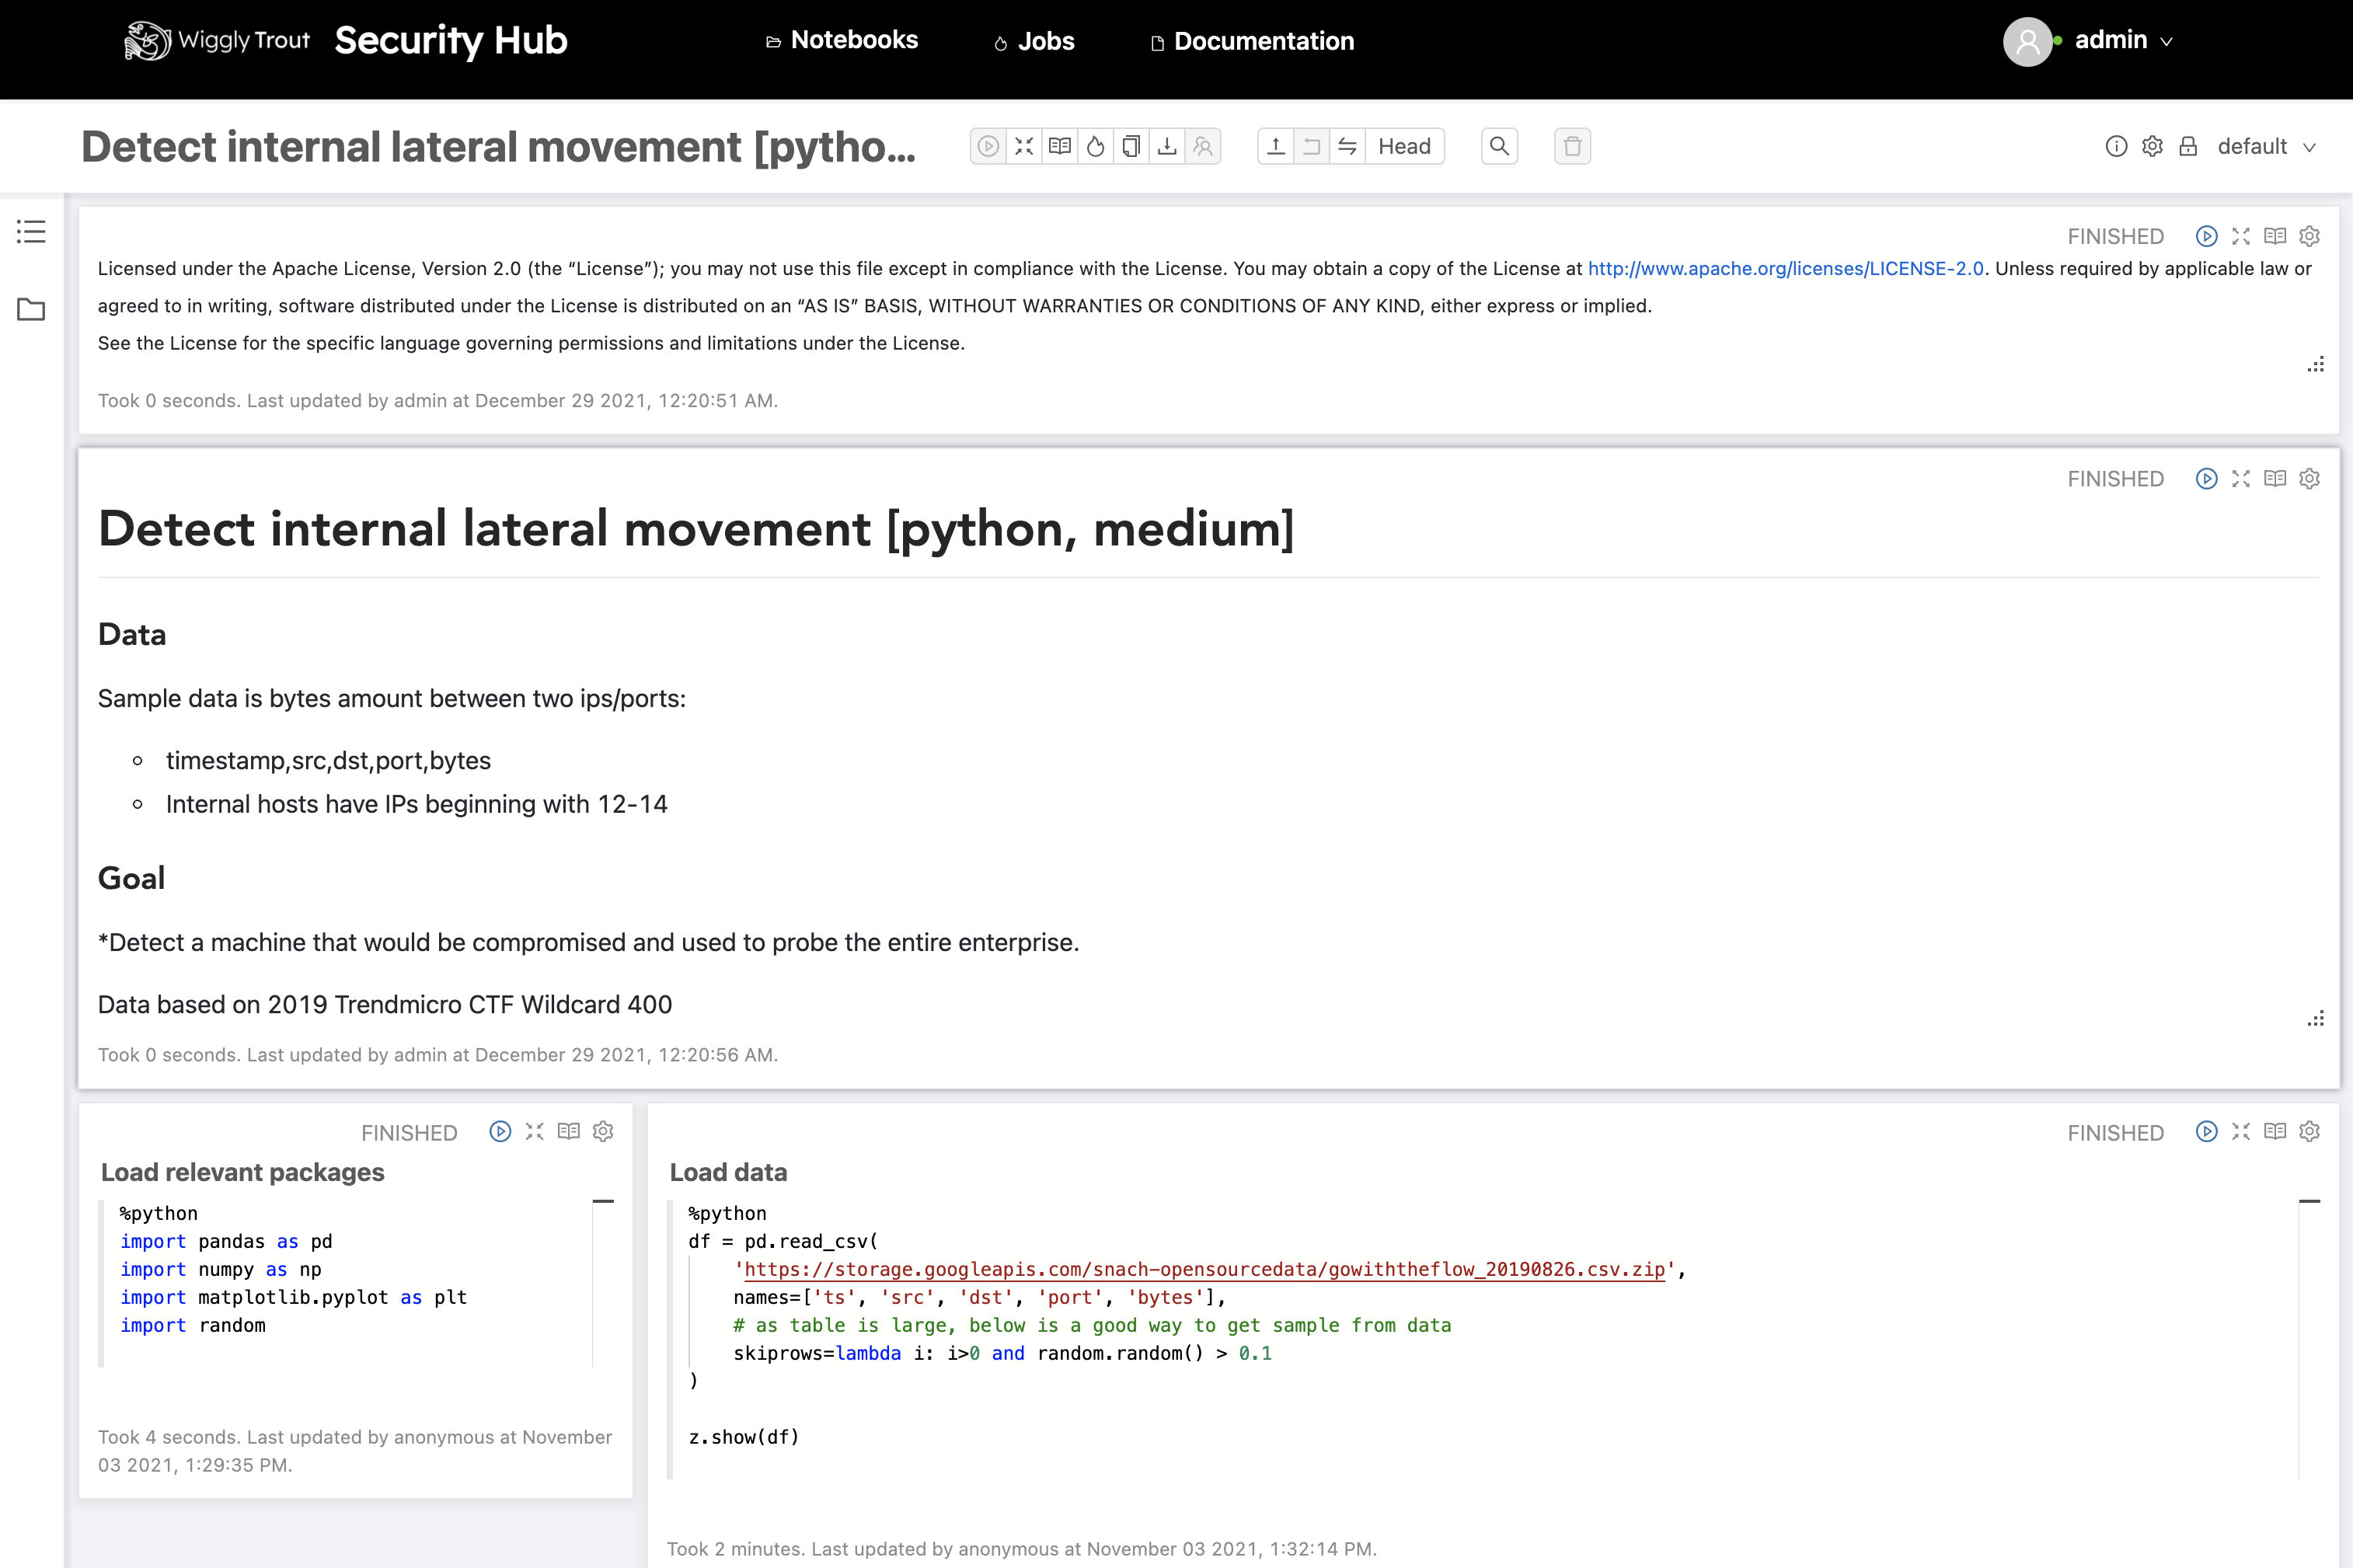 Wiggly Trout Security Hub Notebooks Jobs Documentation admin
Detect internal lateral movement [pytho... Head default
FINISHED
Licensed under the Apache License, Version 2.0 (the “License”); you may not use this file except in compliance with the License. You may obtain a copy of the License at http://www.apache.org/licenses/LICENSE-2.0. Unless required by applicable law or
agreed to in writing, software distributed under the License is distributed on an “AS IS” BASIS, WITHOUT WARRANTIES OR CONDITIONS OF ANY KIND, either express or implied.
See the License for the specific language governing permissions and limitations under the License.
Took 0 seconds. Last updated by admin at December 29 2021, 12:20:51 AM.
FINISHED
Detect internal lateral movement [python, medium]
Data
Sample data is bytes amount between two ips/ports:
timestamp,src,dst,port,bytes
Internal hosts have IPs beginning with 12-14
Goal
*Detect a machine that would be compromised and used to probe the entire enterprise.
Data based on 2019 Trendmicro CTF Wildcard 400
Took 0 seconds. Last updated by admin at December 29 2021, 12:20:56 AM.
FINISHED
Load relevant packages
%python
import pandas as pd
import numpy as np
import matplotlib.pyplot as plt
import random
Took 4 seconds. Last updated by anonymous at November
03 2021, 1:29:35 PM.
FINISHED
Load data
%python
df = pd.read_csv(
'https://storage.googleapis.com/snach-opensourcedata/gowiththeflow_20190826.csv.zip',
names=['ts', 'src', 'dst', 'port', 'bytes'],
# as table is large, below is a good way to get sample from data
skiprows=lambda i: i>0 and random.random() > 0.1
)
z.show(df)
Took 2 minutes. Last updated by anonymous at November 03 2021, 1:32:14 PM.